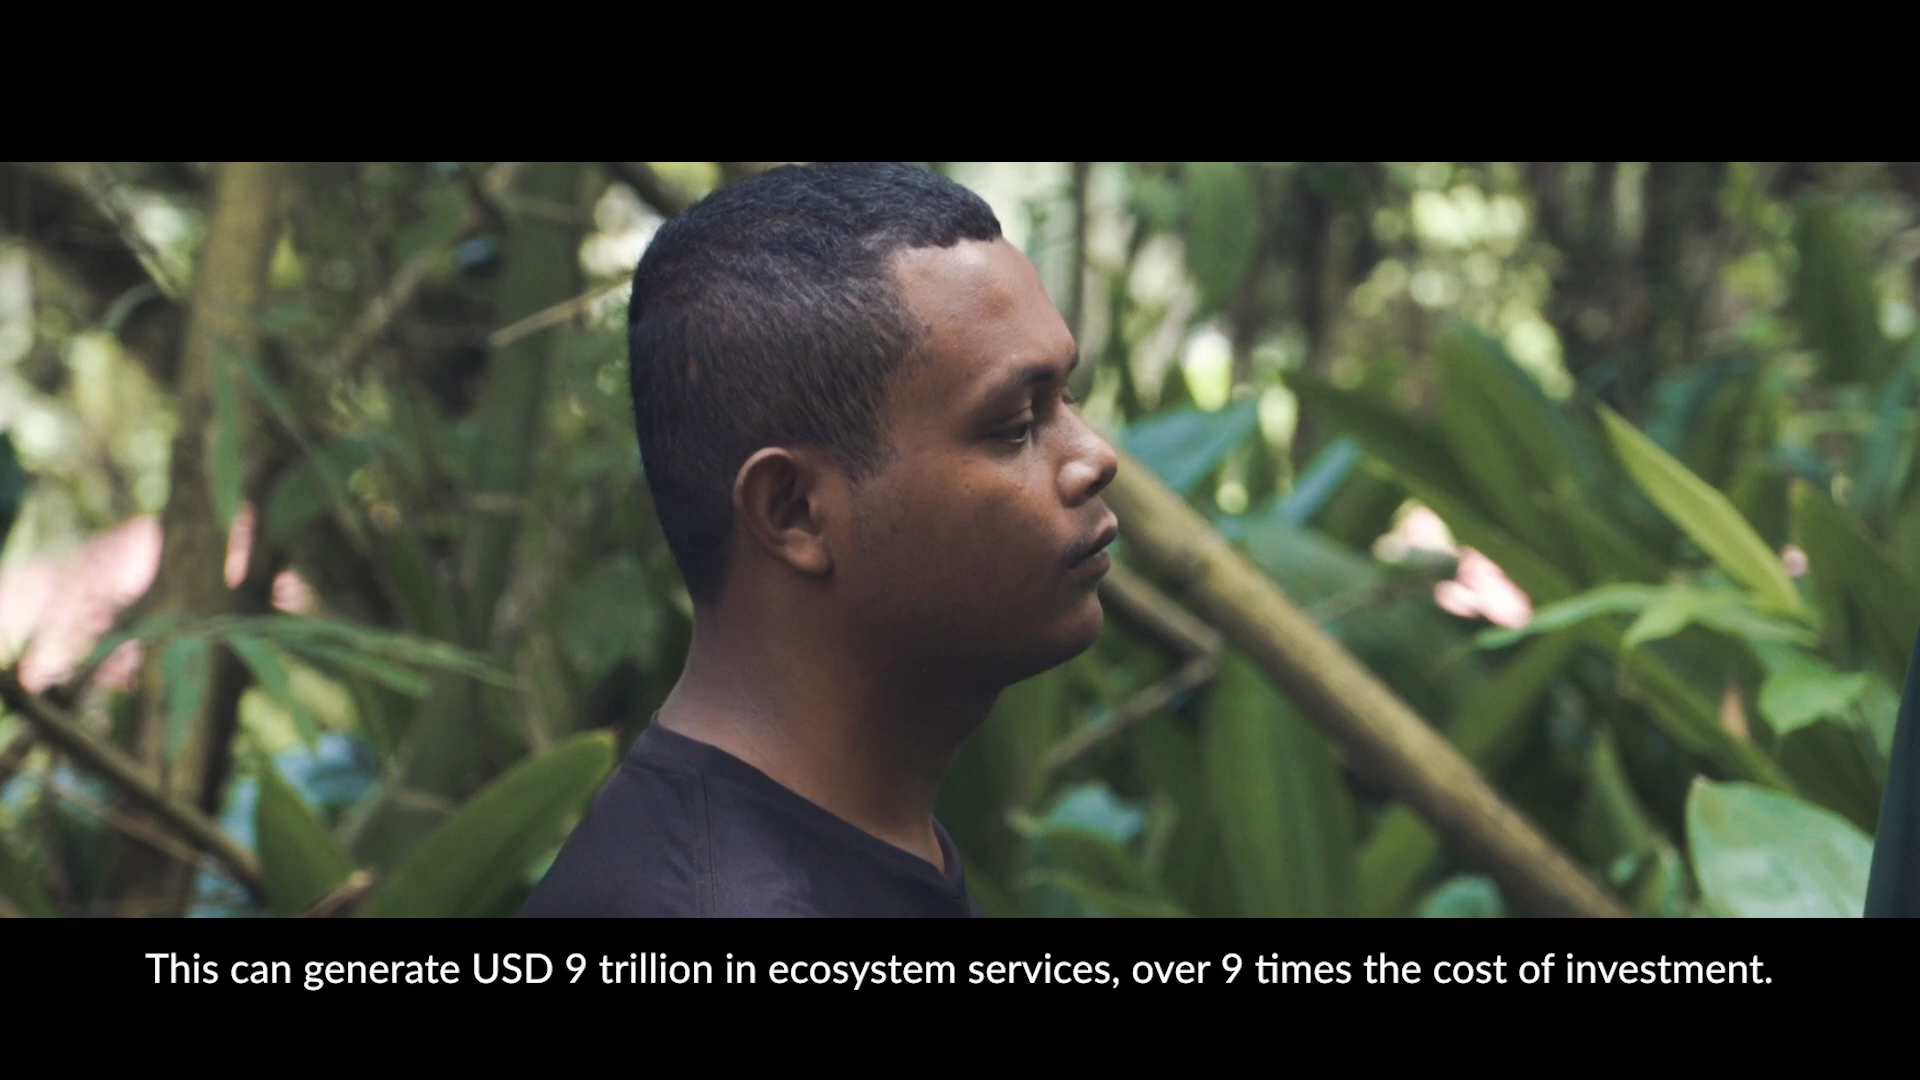 This can generate USD 9 trillion in ecosystem services, over 9 times the cost of investment.